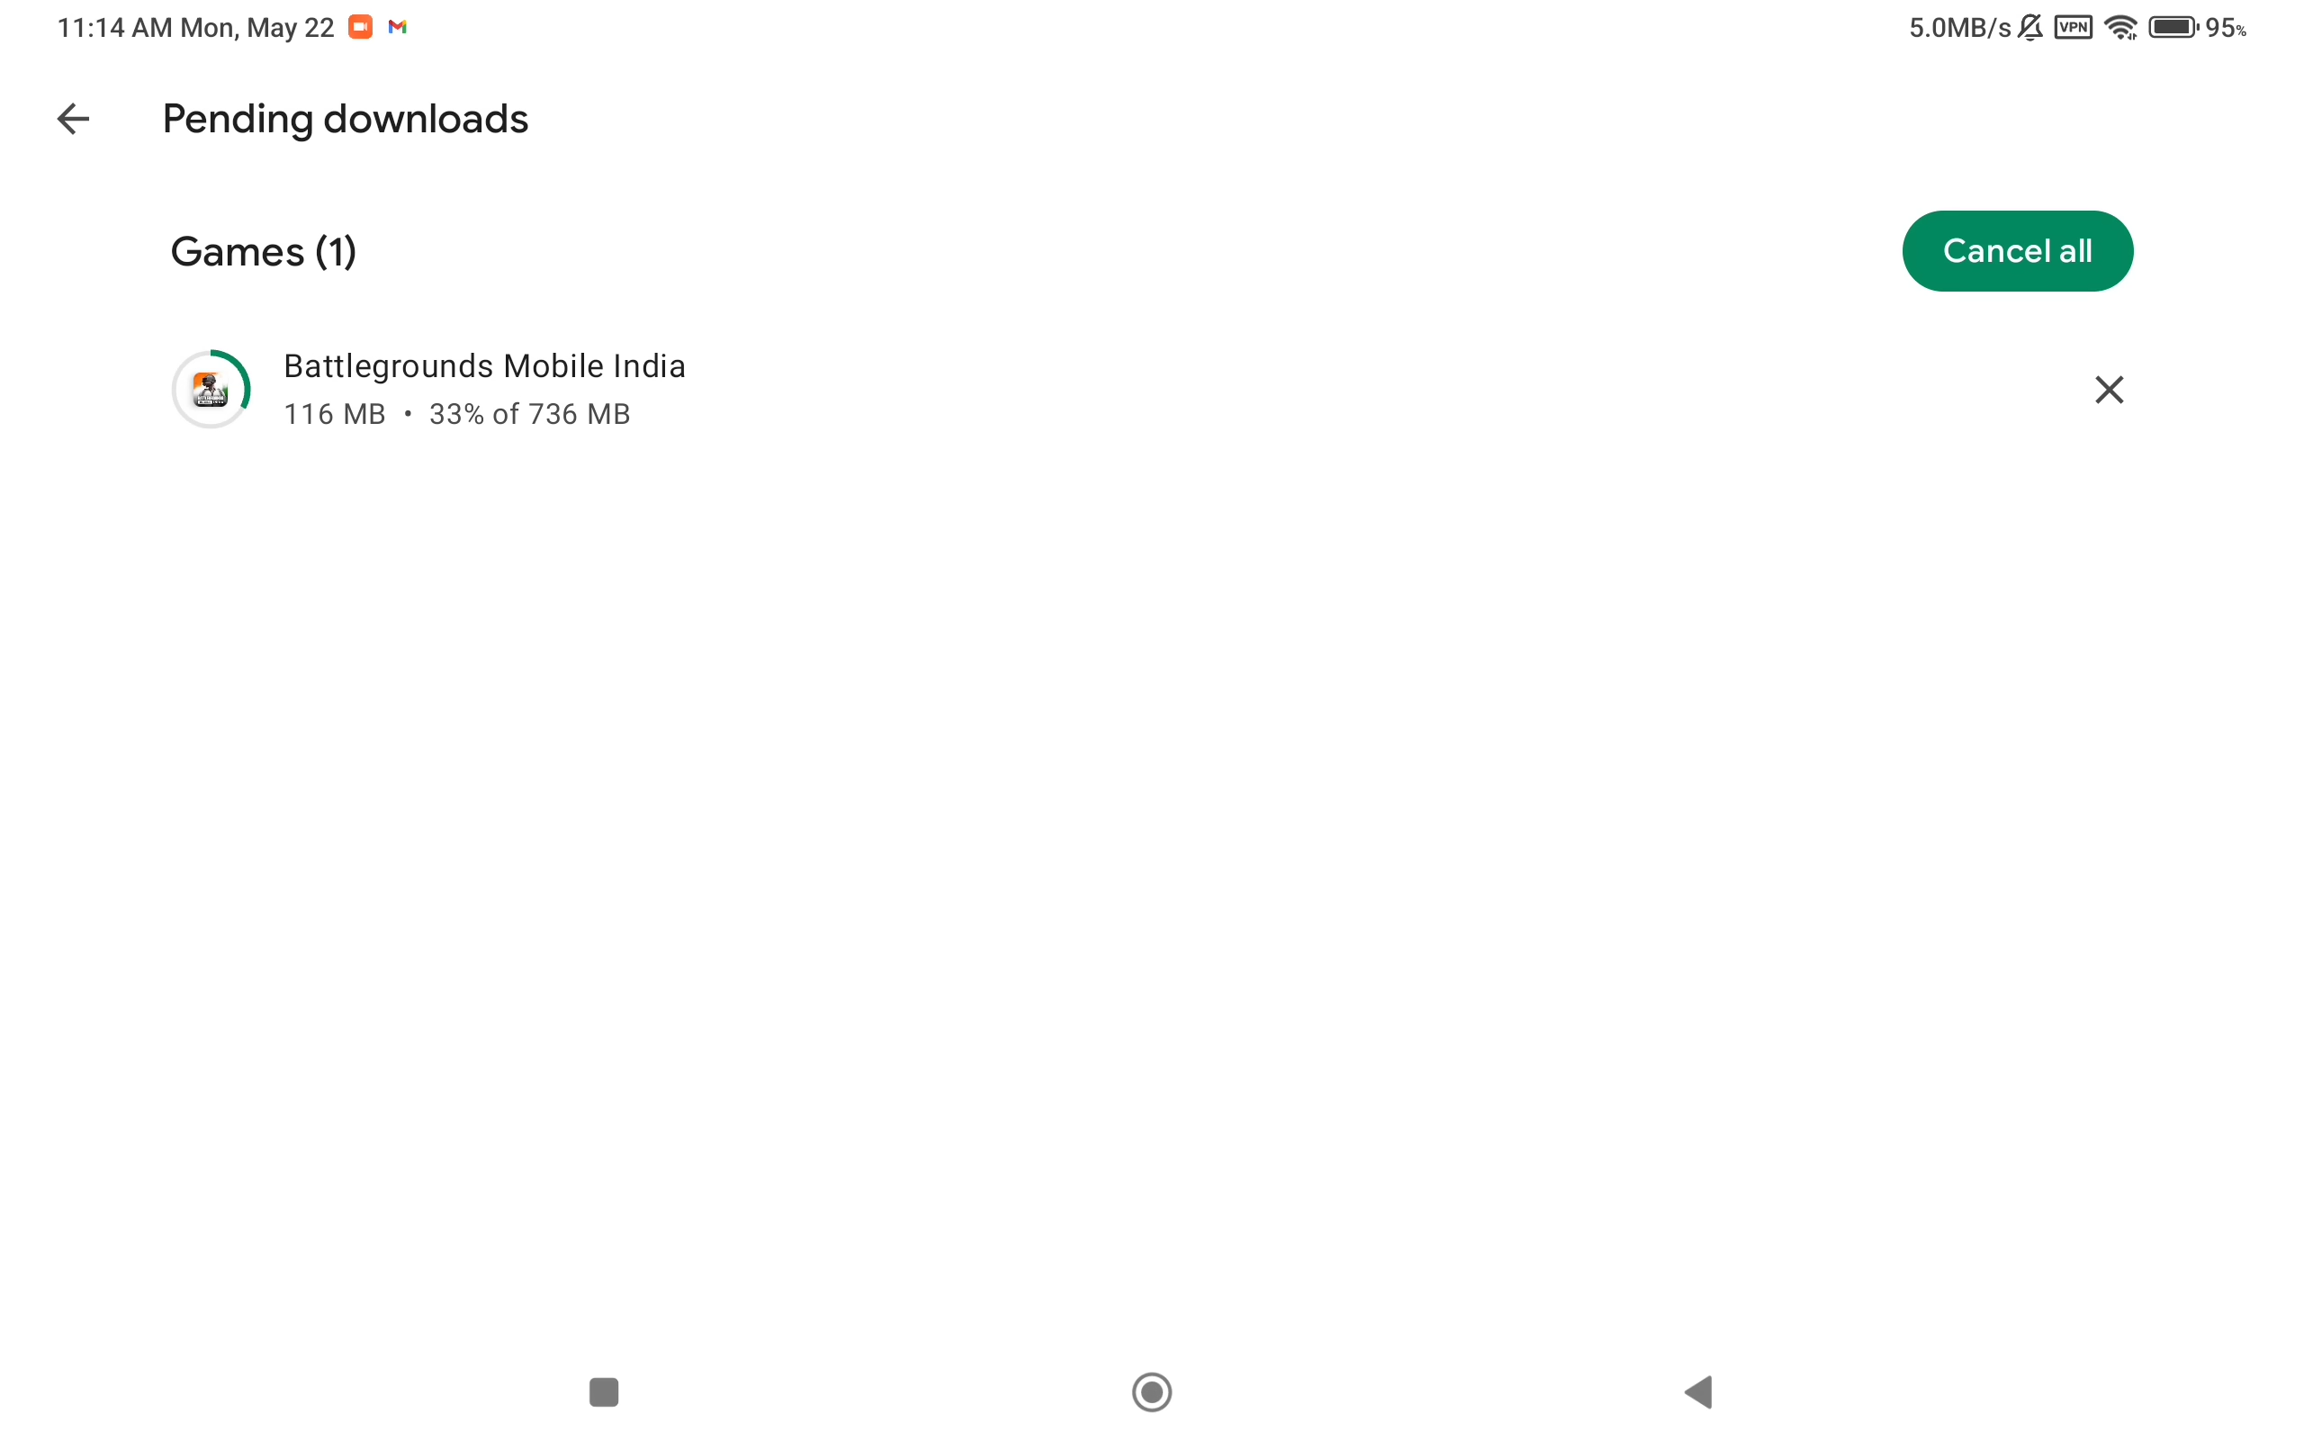 11:14 AM Mon, May 22
5.0MB/s VPN 95%
Pending downloads
Games (1)
Cancel all
Battlegrounds Mobile India
116 MB • 33% of 736 MB